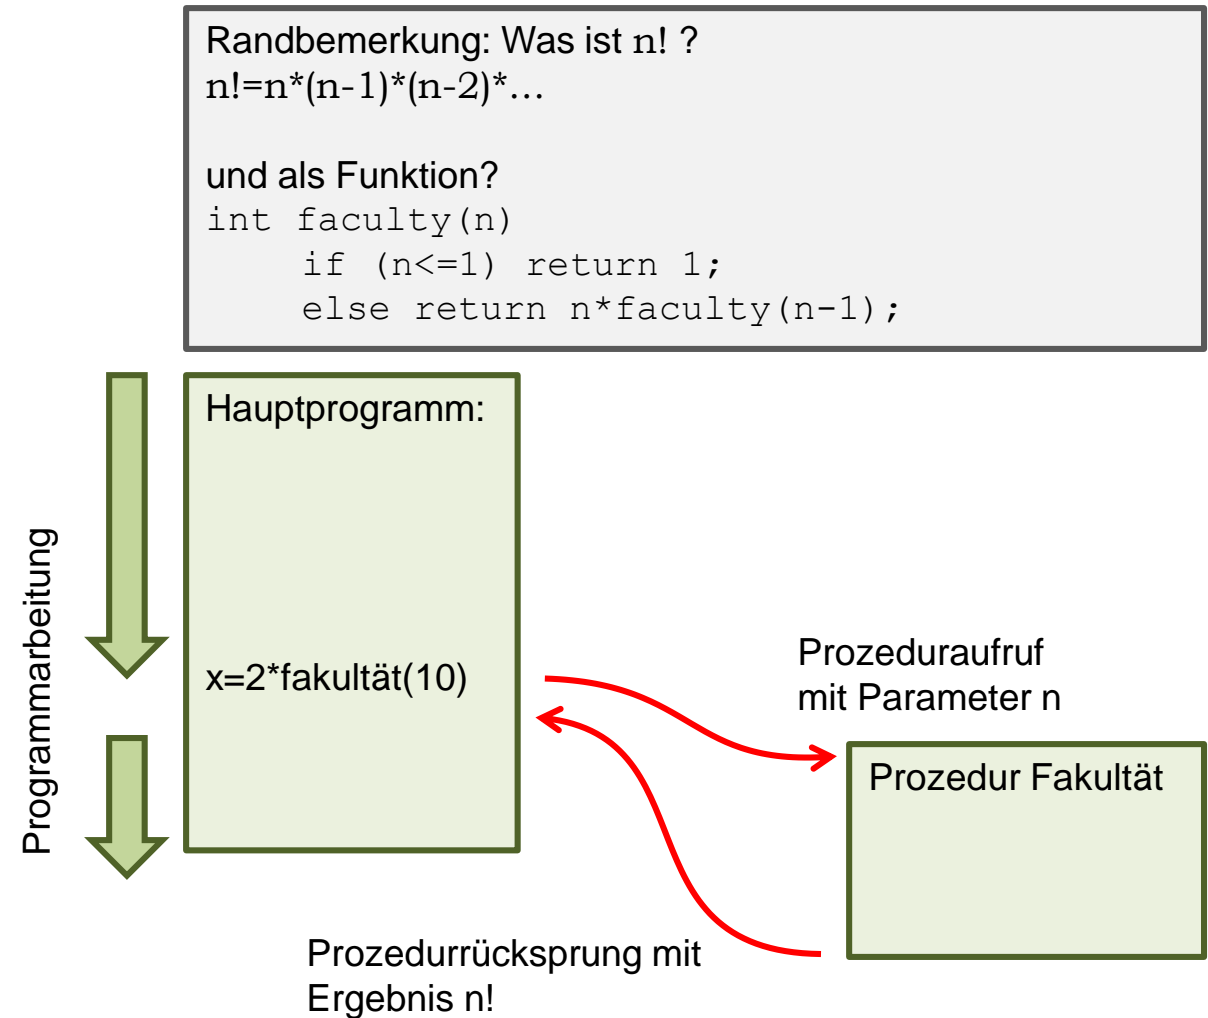 Randbemerkung: Was ist n! ?
n!=n*(n-1)*(n-2)*…
und als Funktion?
int faculty(n)
if (n<=1) return 1;
else return n*faculty(n-1);
Programmarbeitung
Hauptprogramm:
x=2*fakultät(10)
Prozeduraufruf
mit Parameter n
Prozedur Fakultät
Prozedurrücksprung mit
Ergebnis n!